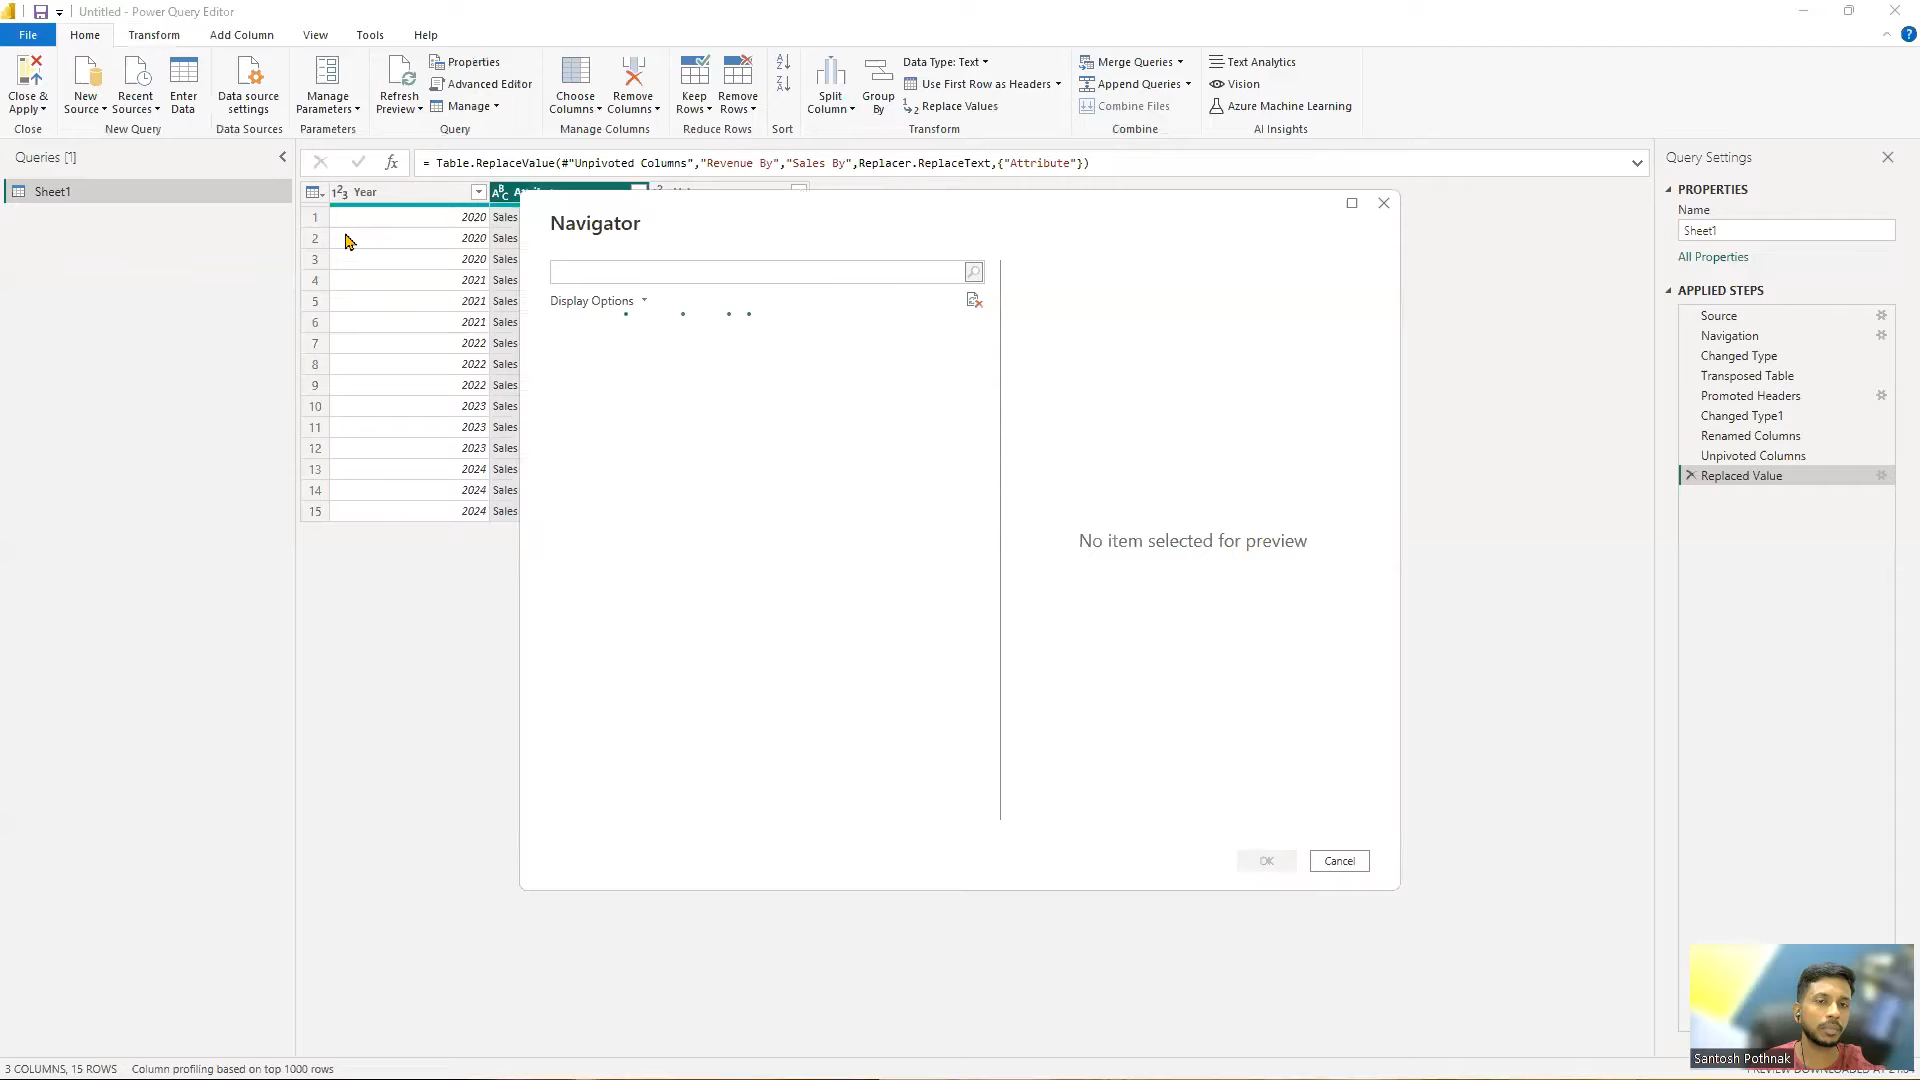 Untitled - Power Query Editor
File Home Transform Add Column View Tools Help
Close & Apply
Close
New Source
Recent Sources
Enter Data
New Query
Data source settings
Data Sources
Manage Parameters
Parameters
Refresh Preview
Properties
Advanced Editor
Manage
Query
Choose Columns
Remove Columns
Manage Columns
Keep Rows
Remove Rows
Reduce Rows
Sort
Split Column
Group By
Data Type: Text
Use First Row as Headers
Replace Values
Transform
Merge Queries
Append Queries
Combine Files
Combine
Text Analytics
Vision
Azure Machine Learning
AI Insights
Queries [1]
Sheet1
fx
= Table.ReplaceValue(#"Unpivoted Columns","Revenue By","Sales By",Replacer.ReplaceText,{"Attribute"})
123 Year ABC
1 2020 Sales
2 2020 Sales
3 2020 Sales
4 2021 Sales
5 2021 Sales
6 2021 Sales
7 2022 Sales
8 2022 Sales
9 2022 Sales
10 2023 Sales
11 2023 Sales
12 2023 Sales
13 2024 Sales
14 2024 Sales
15 2024 Sales
Navigator
Display Options
No item selected for preview
OK Cancel
Query Settings
PROPERTIES
Name
Sheet1
All Properties
APPLIED STEPS
Source
Navigation
Changed Type
Transposed Table
Promoted Headers
Changed Type1
Renamed Columns
Unpivoted Columns
Replaced Value
Santosh Pothnak
3 COLUMNS, 15 ROWS Column profiling based on top 1000 rows